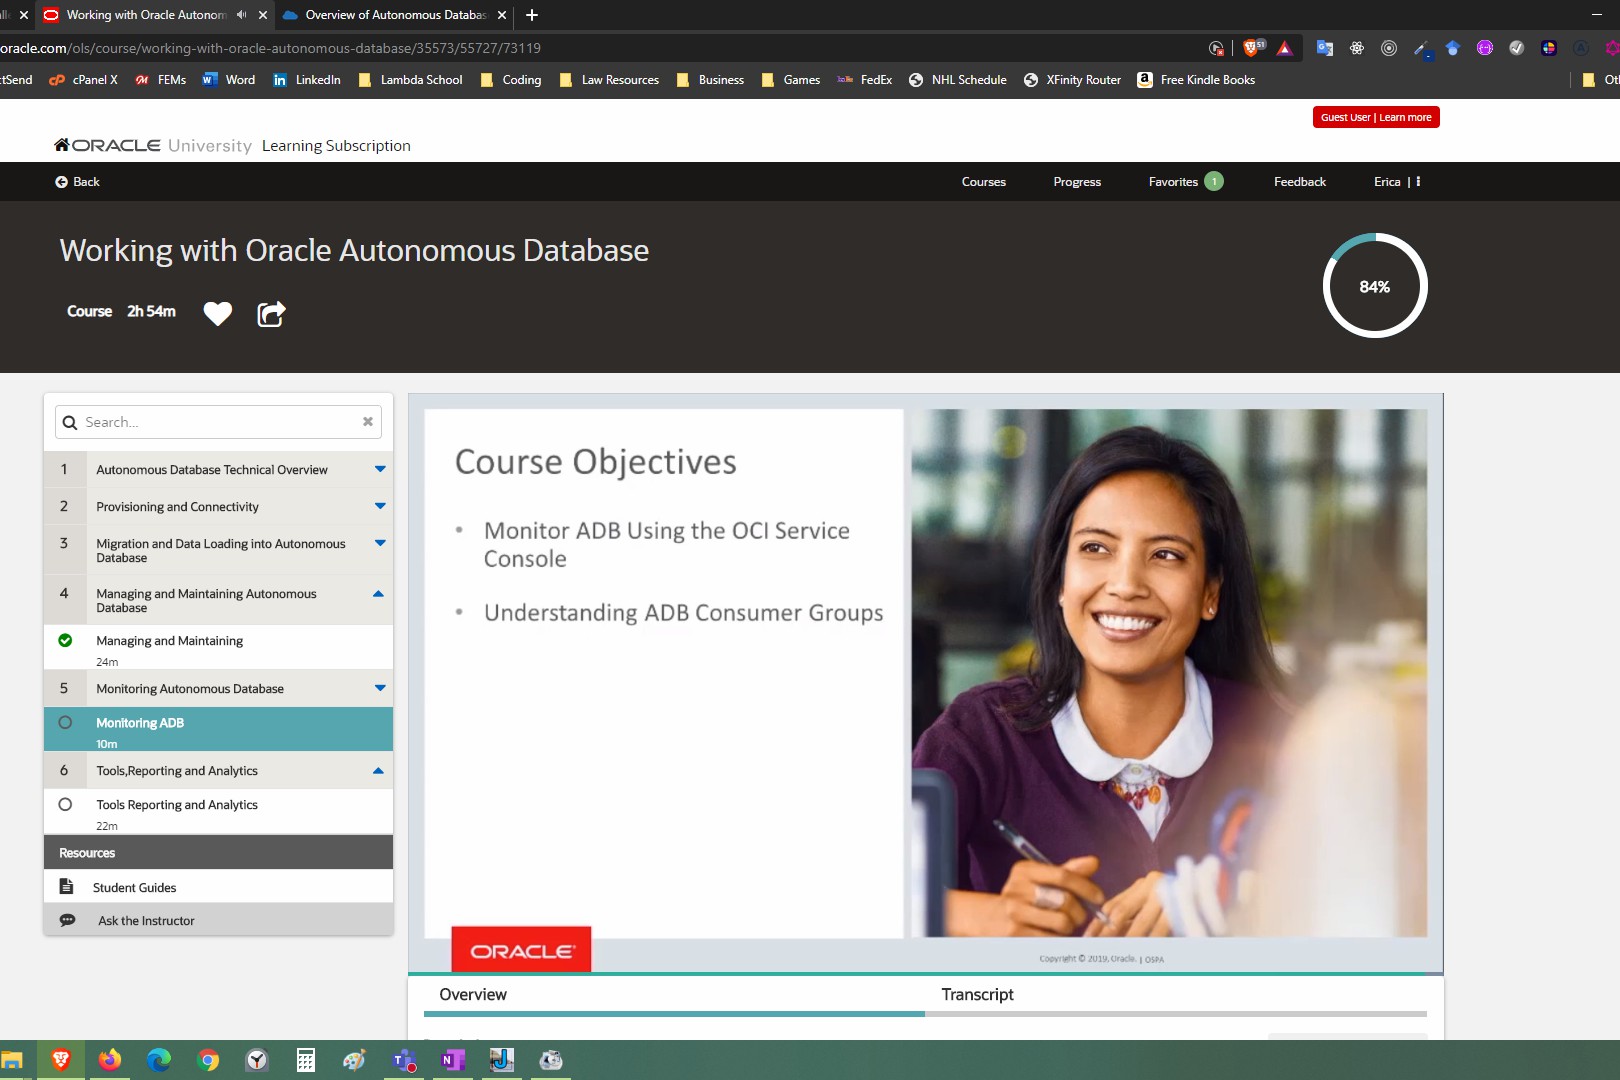 Working with Oracle Autonom
Overview of Autonomous Databas
oracle.com/ols/course/working-with-oracle-autonomous-database/35573/55727/73119
51
ctSend
cPanel X
FEMs
Word
LinkedIn
Lambda School
Coding
Law Resources
Business
Games
FedEx
NHL Schedule
XFinity Router
Free Kindle Books
Guest User | Learn more
ORACLE University Learning Subscription
Back
Courses
Progress
Favorites 1
Feedback
Erica |
Working with Oracle Autonomous Database
Course 2h 54m
84%
Search...
1 Autonomous Database Technical Overview
2 Provisioning and Connectivity
3 Migration and Data Loading into Autonomous
Database
4 Managing and Maintaining Autonomous
Database
Managing and Maintaining
24m
5 Monitoring Autonomous Database
Monitoring ADB
10m
6 Tools,Reporting and Analytics
Tools Reporting and Analytics
22m
Resources
Student Guides
Ask the Instructor
Course Objectives
• Monitor ADB Using the OCI Service
Console
• Understanding ADB Consumer Groups
ORACLE
Copyright © 2019, Oracle. | OSPA
Overview
Transcript